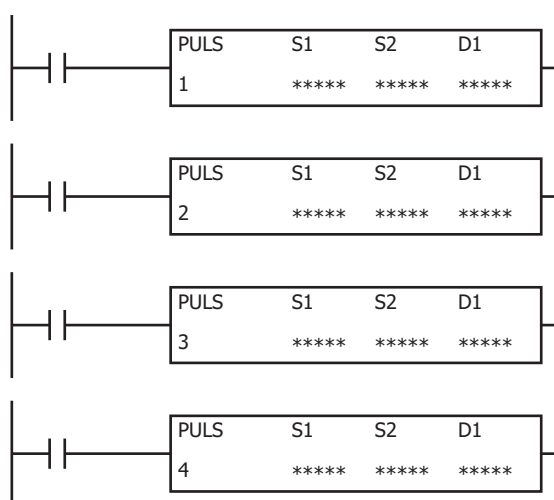 PULS S1 S2 D1
1 ***** ***** *****
PULS S1 S2 D1
2 ***** ***** *****
PULS S1 S2 D1
3 ***** ***** *****
PULS S1 S2 D1
4 ***** ***** *****